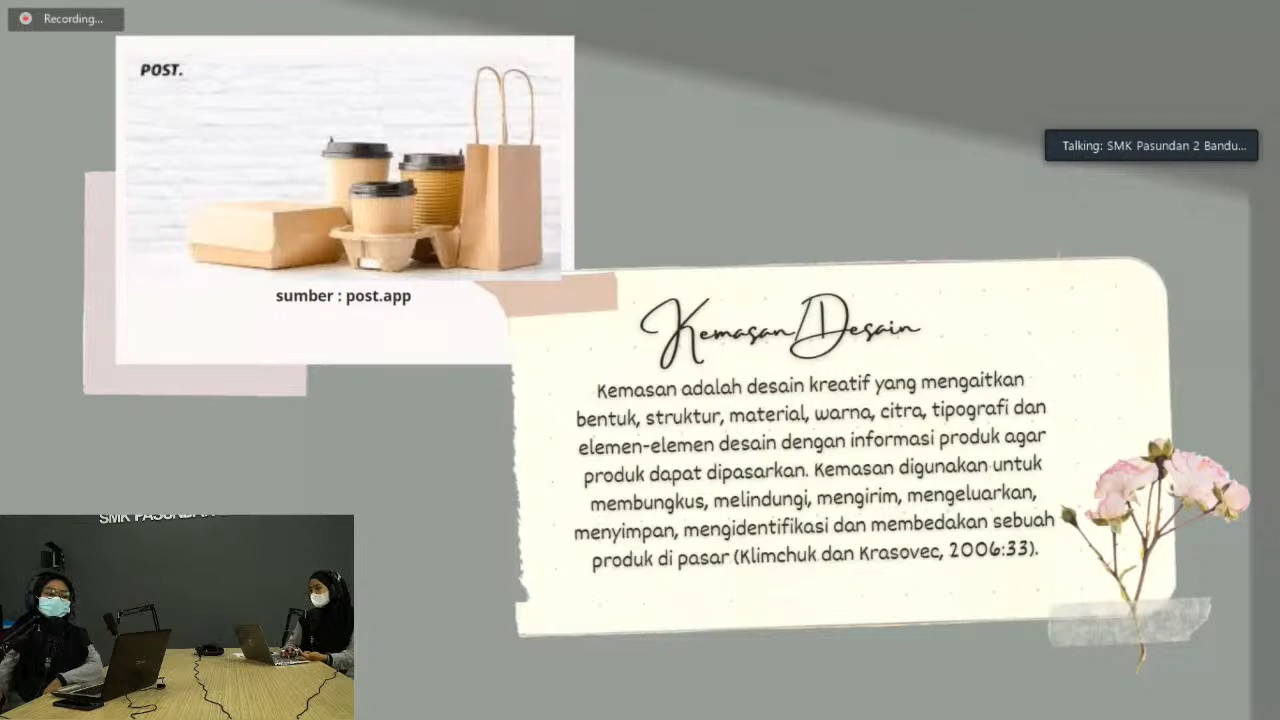 Recording...
POST.
Talking: SMK Pasundan 2 Bandu...
sumber : post.app
Kemasan Desain
Kemasan adalah desain kreatif yang mengaitkan
bentuk, struktur, material, warna, citra, tipografi dan
elemen-elemen desain dengan informasi produk agar
produk dapat dipasarkan. Kemasan digunakan untuk
membungkus, melindungi, mengirim, mengeluarkan,
menyimpan, mengidentifikasi dan membedakan sebuah
produk di pasar (Klimchuk dan Krasovec, 2006:33).
SMK PASUNDAN